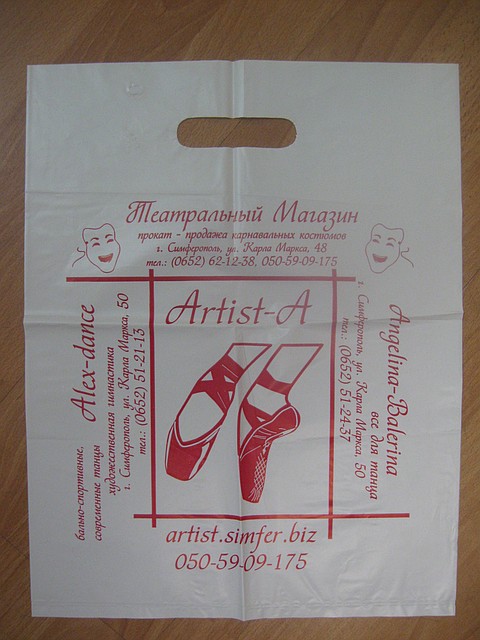 Театральный Магазин
прокат - продажа карнавальных костюмов
г. Симферополь, ул. Карла Маркса, 48
тел.: (0652) 62-12-38, 050-59-09-175
Artist-A
Alex-dance
бально-спортивные,
современные танцы
художественная гимнастика
г. Симферополь, ул. Карла Маркса, 50
тел.: (0652) 51-21-13
Angelina-Balerina
все для танца
г. Симферополь, ул. Карла Маркса, 50
тел.: (0652) 51-24-37
artist.simfer.biz
050-59-09-175